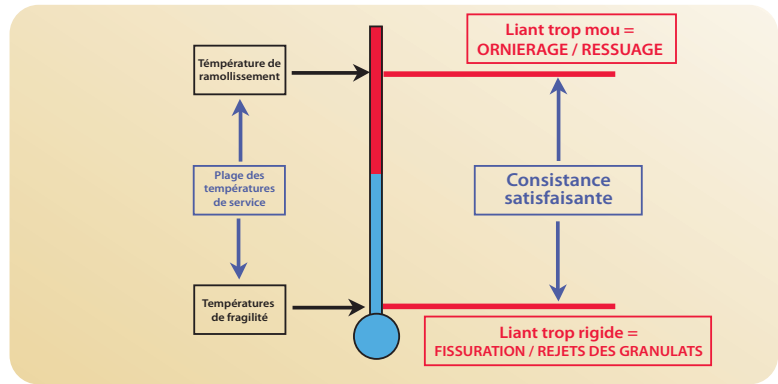 Liant trop mou =
ORNIERAGE / RESSUAGE
Témpérature de
ramollissement
Plage des
températures
de service
Consistance
satisfaisante
Températures
de fragilité
Liant trop rigide =
FISSURATION / REJETS DES GRANULATS